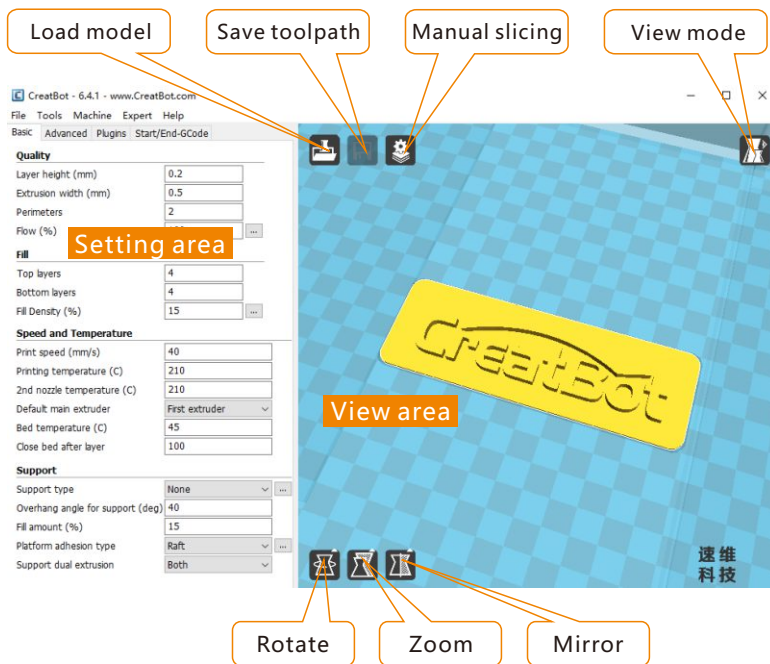 Load model
Save toolpath
Manual slicing
View mode
CreatBot - 6.4.1 - www.CreatBot.com
File Tools Machine Expert Help
Basic Advanced Plugins Start/End-GCode
Quality
Layer height (mm) 0.2
Extrusion width (mm) 0.5
Perimeters 2
Flow (%) ...
Setting area
Fill
Top layers 4
Bottom layers 4
Fill Density (%) 15 ...
Speed and Temperature
Print speed (mm/s) 40
Printing temperature (C) 210
2nd nozzle temperature (C) 210
Default main extruder First extruder
Bed temperature (C) 45
Close bed after layer 100
Support
Support type None ...
Overhang angle for support (deg) 40
Fill amount (%) 15
Platform adhesion type Raft ...
Support dual extrusion Both
CreatBot
View area
速维
科技
Rotate
Zoom
Mirror